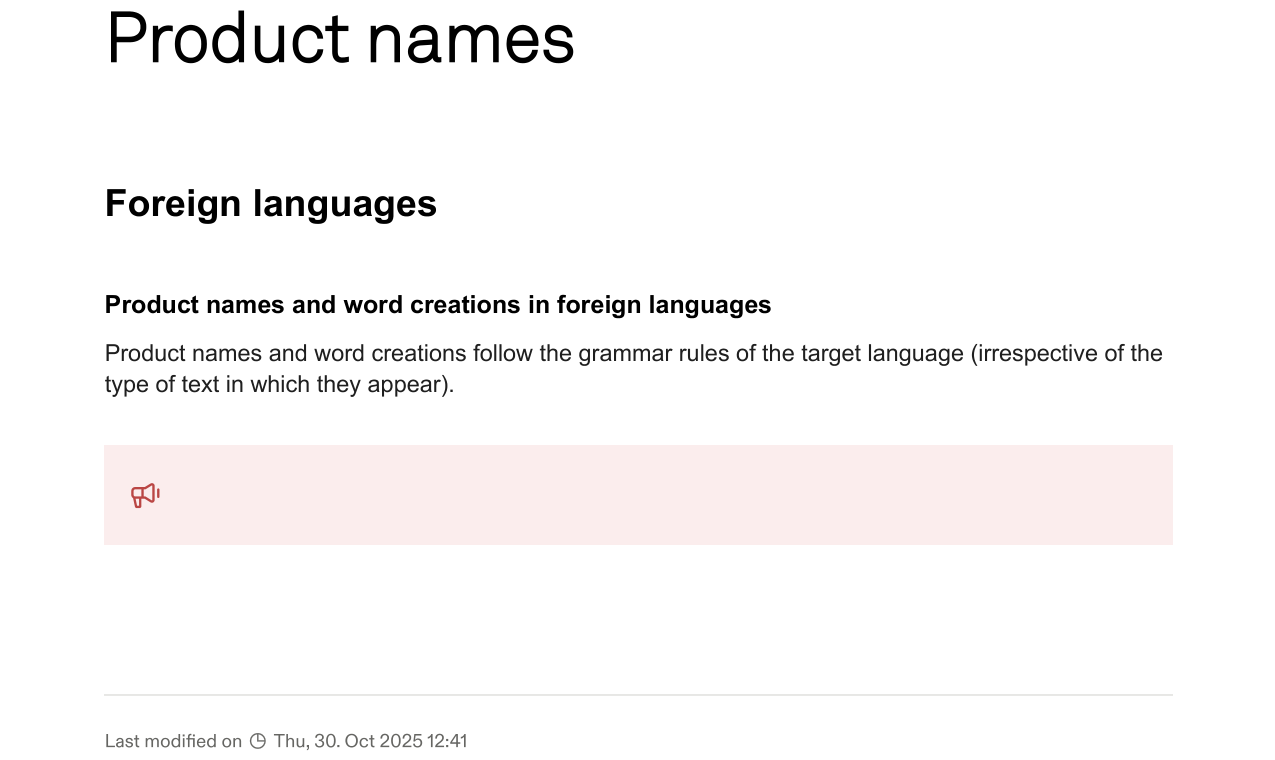 Product names
Foreign languages
Product names and word creations in foreign languages
Product names and word creations follow the grammar rules of the target language (irrespective of the
type of text in which they appear).
Last modified on Thu, 30. Oct 2025 12:41